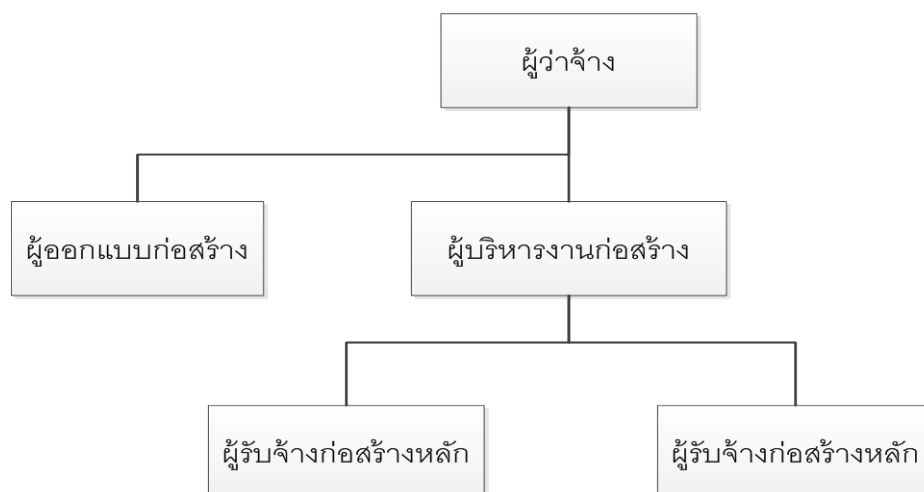 ผู้ว่าจ้าง
ผู้ออกแบบก่อสร้าง
ผู้บริหารงานก่อสร้าง
ผู้รับจ้างก่อสร้างหลัก
ผู้รับจ้างก่อสร้างหลัก